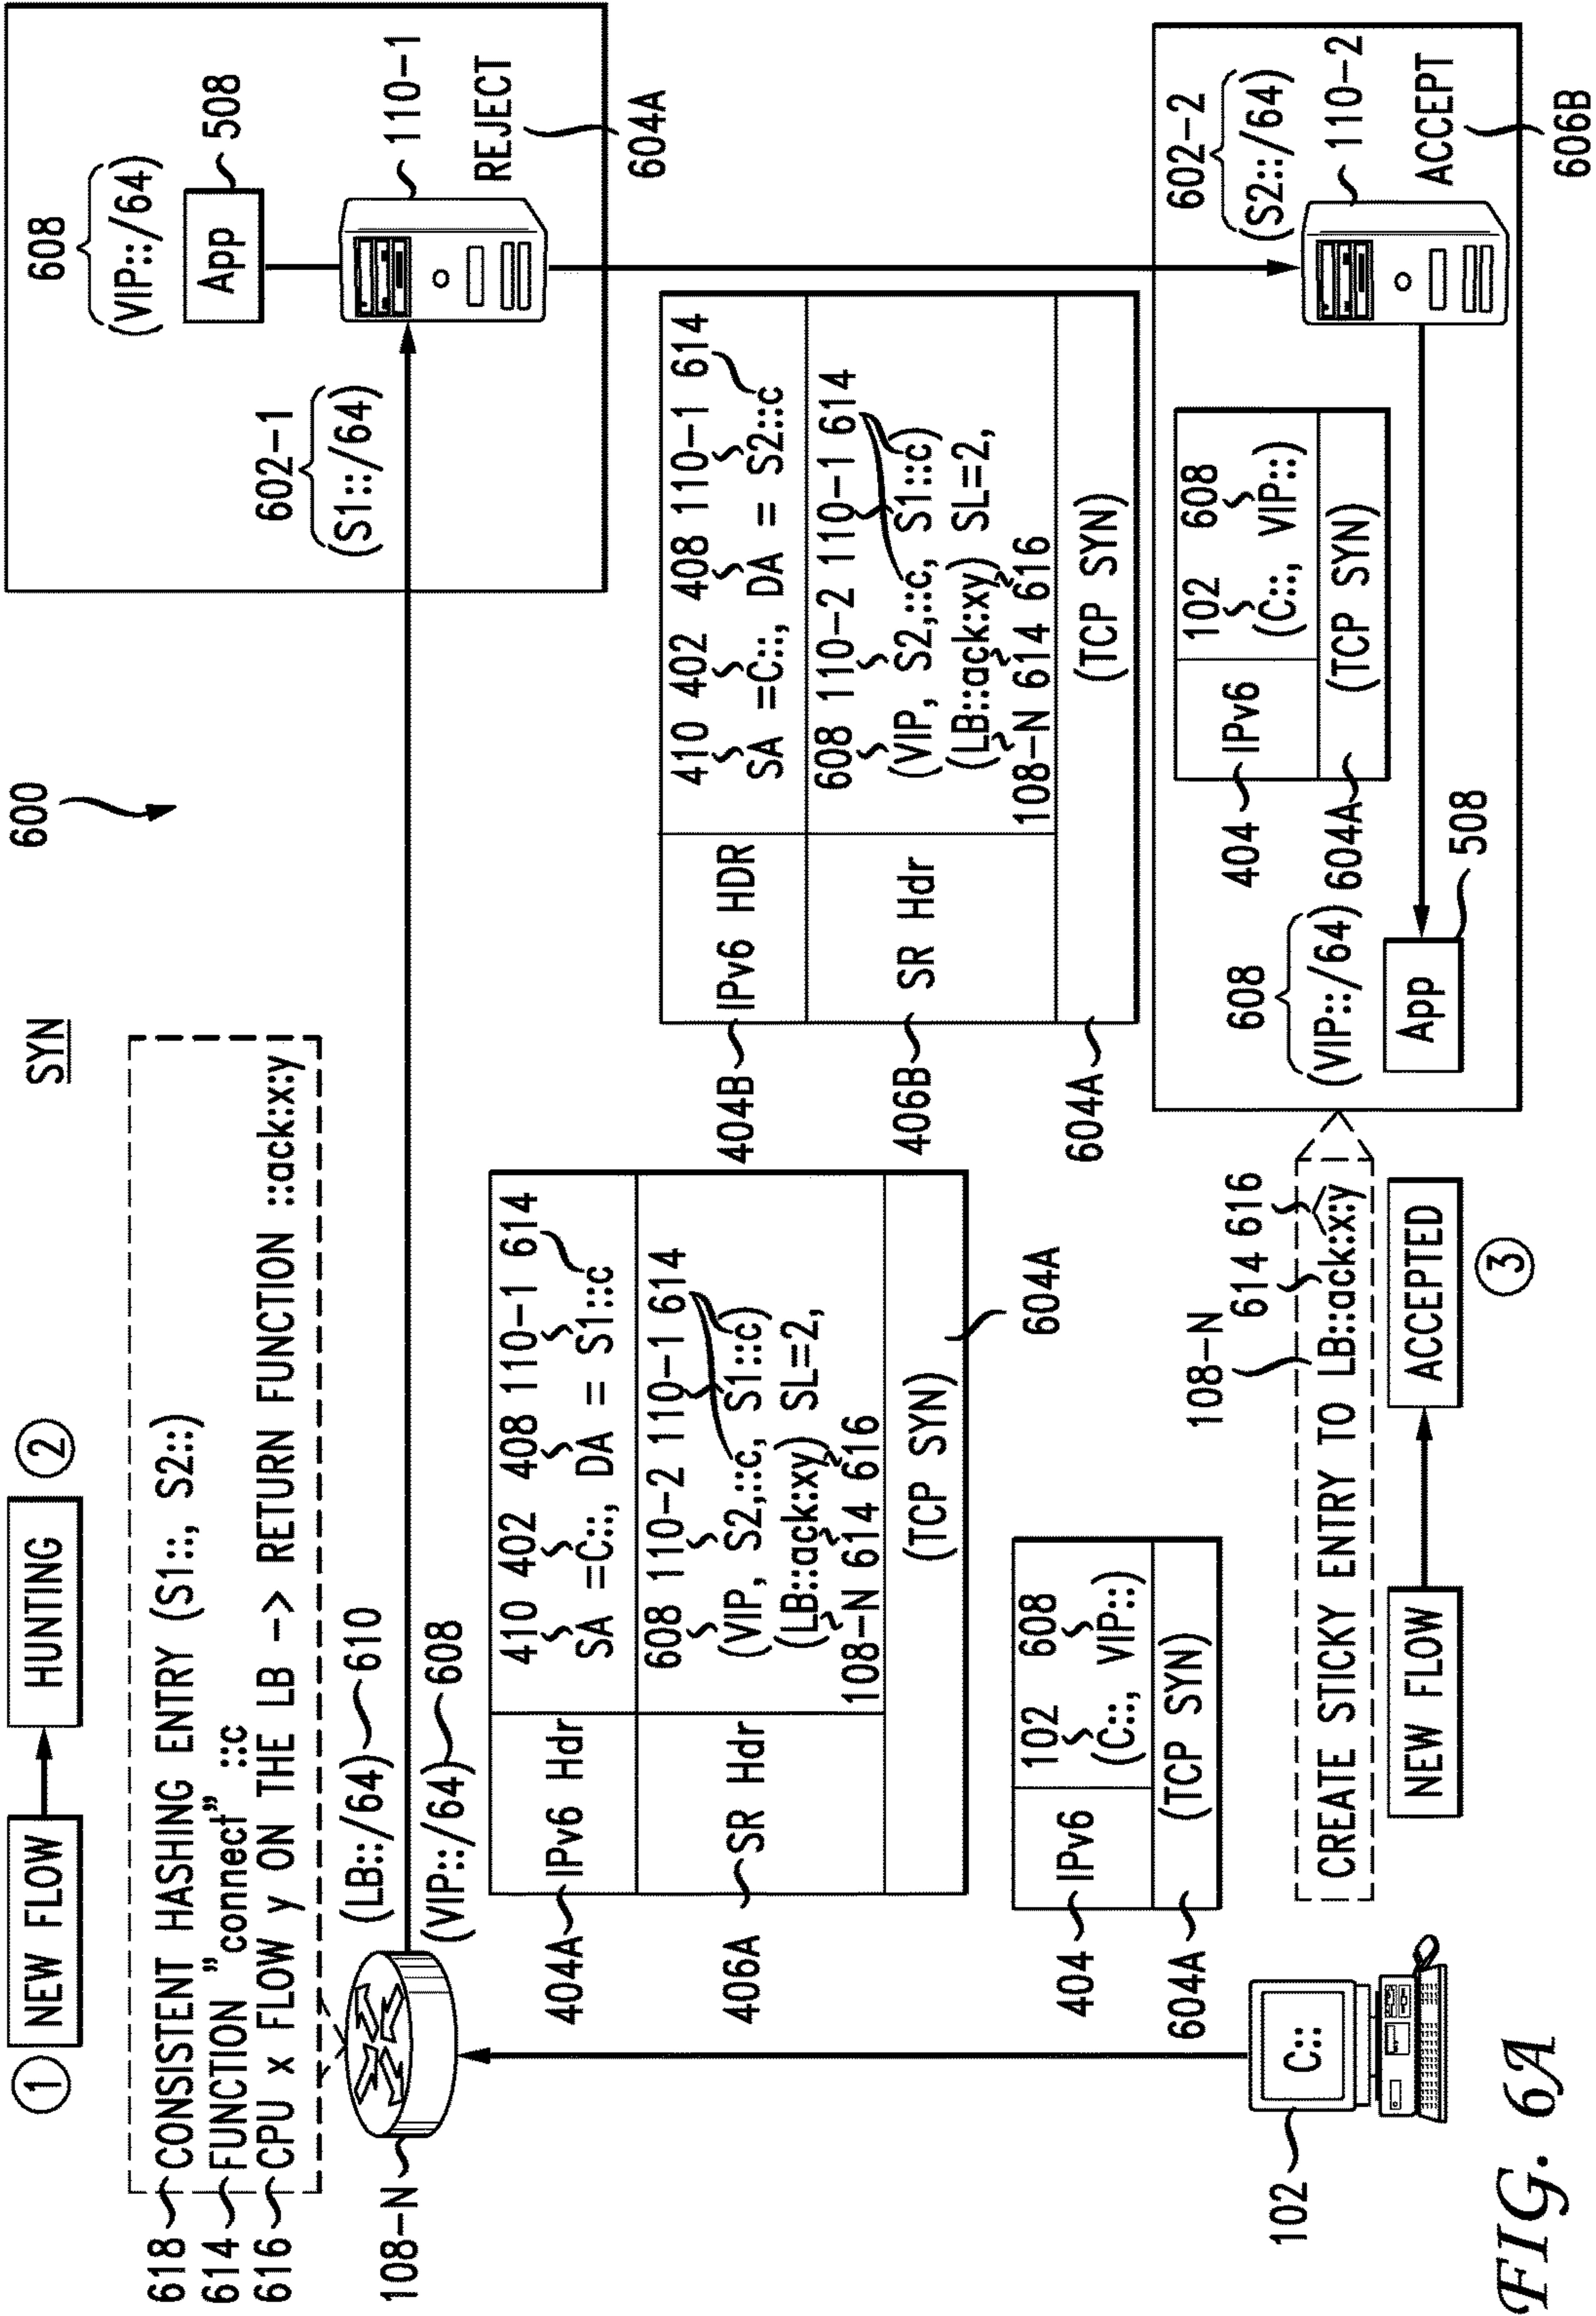 600
SYN
1
NEW FLOW
HUNTING
2
618
CONSISTENT HASHING ENTRY (S1::, S2::)
614
FUNCTION "connect" ::c
616
CPU x FLOW y ON THE LB -> RETURN FUNCTION ::ack:x:y
108-N
(LB::/64)
610
(VIP::/64)
608
608
(VIP::/64)
App
508
602-1
(S1::/64)
110-1
REJECT
604A
410 402 408 110-1 614
404A
IPv6 Hdr
SA =C::, DA = S1::c
608 110-2 110-1 614
406A
SR Hdr
(VIP, S2,::c, S1::c)
(LB::ack:xy) SL=2,
108-N 614 616
(TCP SYN)
604A
410 402 408 110-1 614
404B
IPv6 HDR
SA =C::, DA = S2::c
608 110-2 110-1 614
406B
SR Hdr
(VIP, S2,::c, S1::c)
(LB::ack:xy) SL=2,
108-N 614 616
604A
(TCP SYN)
102 608
404
IPv6
(C::, VIP::)
604A
(TCP SYN)
102
C::
602-2
(S2::/64)
110-2
ACCEPT
606B
102 608
404
IPv6
(C::, VIP::)
604A
(TCP SYN)
608
(VIP::/64)
App
508
108-N
614 616
CREATE STICKY ENTRY TO LB::ack:x:y
NEW FLOW
ACCEPTED
3
FIG. 6A